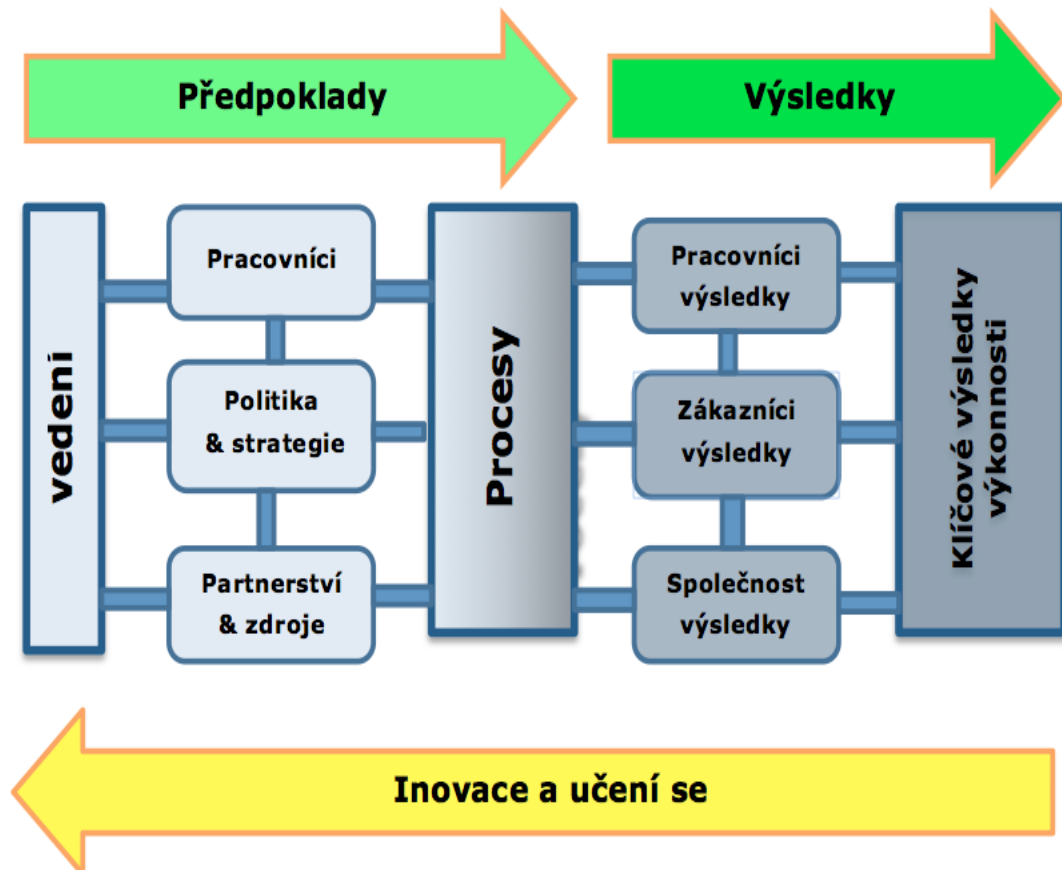 Předpoklady
Výsledky
vedení
Pracovníci
Politika
& strategie
Partnerství
& zdroje
Procesy
Pracovníci
výsledky
Zákazníci
výsledky
Společnost
výsledky
Klíčové výsledky
výkonnosti
Inovace a učení se